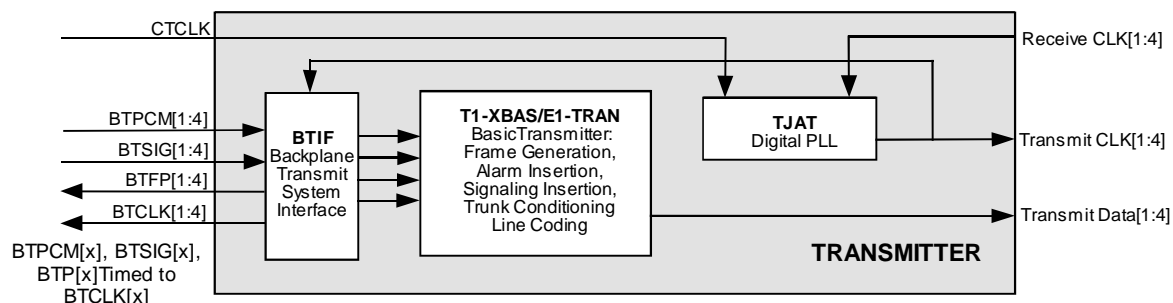 CTCLK
Receive CLK[1:4]
BTPCM[1:4]
BTSIG[1:4]
BTFP[1:4]
BTCLK[1:4]
BTPCM[x], BTSIG[x],
BTP[x]Timed to
BTCLK[x]
BTIF
Backplane
Transmit
System
Interface
T1-XBAS/E1-TRAN
BasicTransmitter:
Frame Generation,
Alarm Insertion,
Signaling Insertion,
Trunk Conditioning
Line Coding
TJAT
Digital PLL
Transmit CLK[1:4]
Transmit Data[1:4]
TRANSMITTER